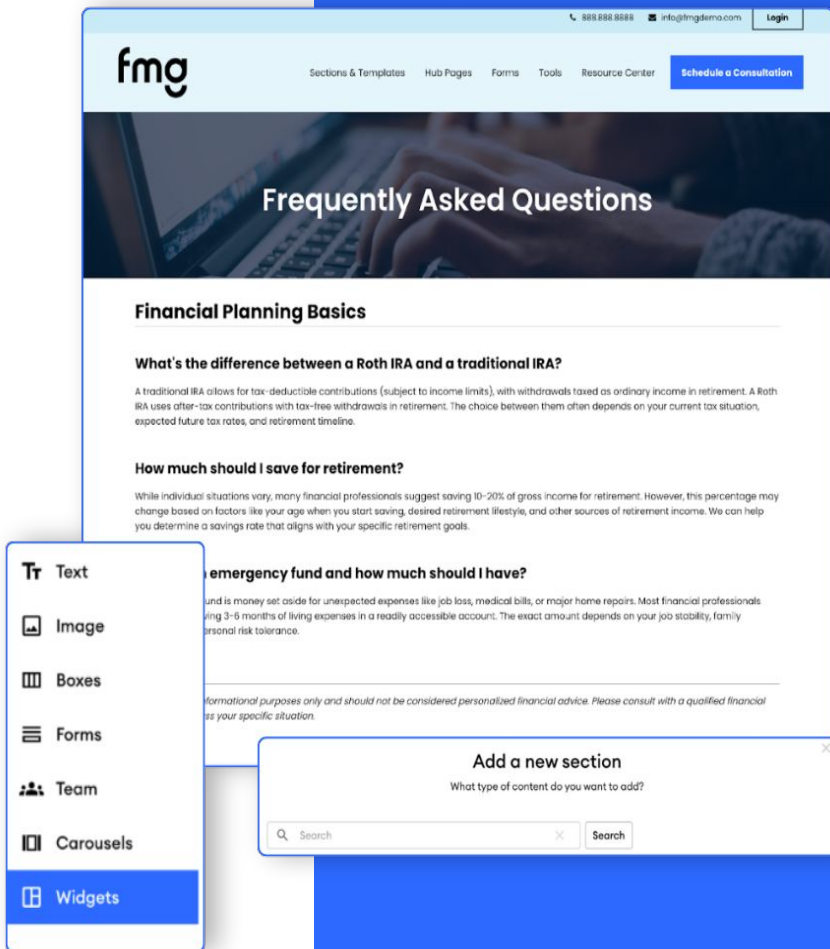 888.888.8888 info@fmgdemo.com Login
fmg
Sections & Templates Hub Pages Forms Tools Resource Center Schedule a Consultation
Frequently Asked Questions
Financial Planning Basics
What's the difference between a Roth IRA and a traditional IRA?
A traditional IRA allows for tax-deductible contributions (subject to income limits), with withdrawals taxed as ordinary income in retirement. A Roth
IRA uses after-tax contributions with tax-free withdrawals in retirement. The choice between them often depends on your current tax situation,
expected future tax rates, and retirement timeline.
How much should I save for retirement?
While individual situations vary, many financial professionals suggest saving 10-20% of gross income for retirement. However, this percentage may
change based on factors like your age when you start saving, desired retirement lifestyle, and other sources of retirement income. We can help
you determine a savings rate that aligns with your specific retirement goals.
emergency fund and how much should I have?
und is money set aside for unexpected expenses like job loss, medical bills, or major home repairs. Most financial professionals
ving 3-6 months of living expenses in a readily accessible account. The exact amount depends on your job stability, family
ersonal risk tolerance.
formational purposes only and should not be considered personalized financial advice. Please consult with a qualified financial
ss your specific situation.
Text
Image
Boxes
Forms
Team
Carousels
Widgets
Add a new section
What type of content do you want to add?
Search Search